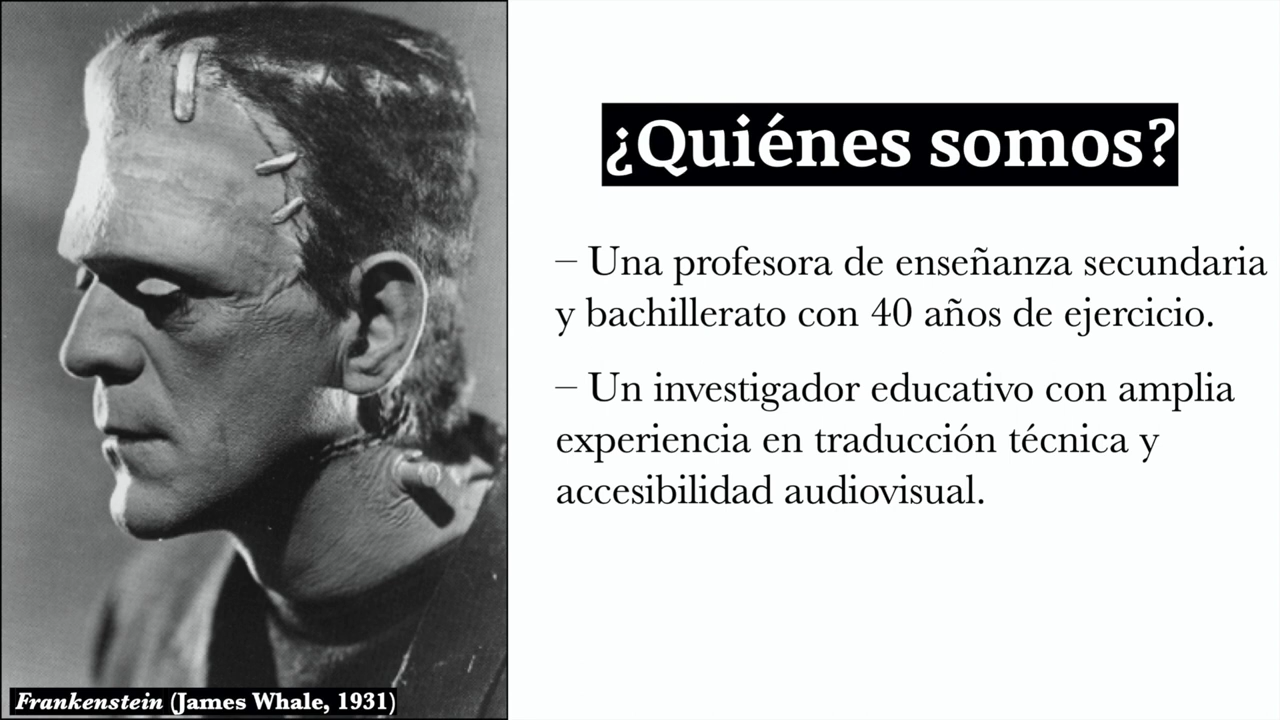 ¿Quiénes somos?
– Una profesora de enseñanza secundaria
y bachillerato con 40 años de ejercicio.
– Un investigador educativo con amplia
experiencia en traducción técnica y
accesibilidad audiovisual.
Frankenstein (James Whale, 1931)